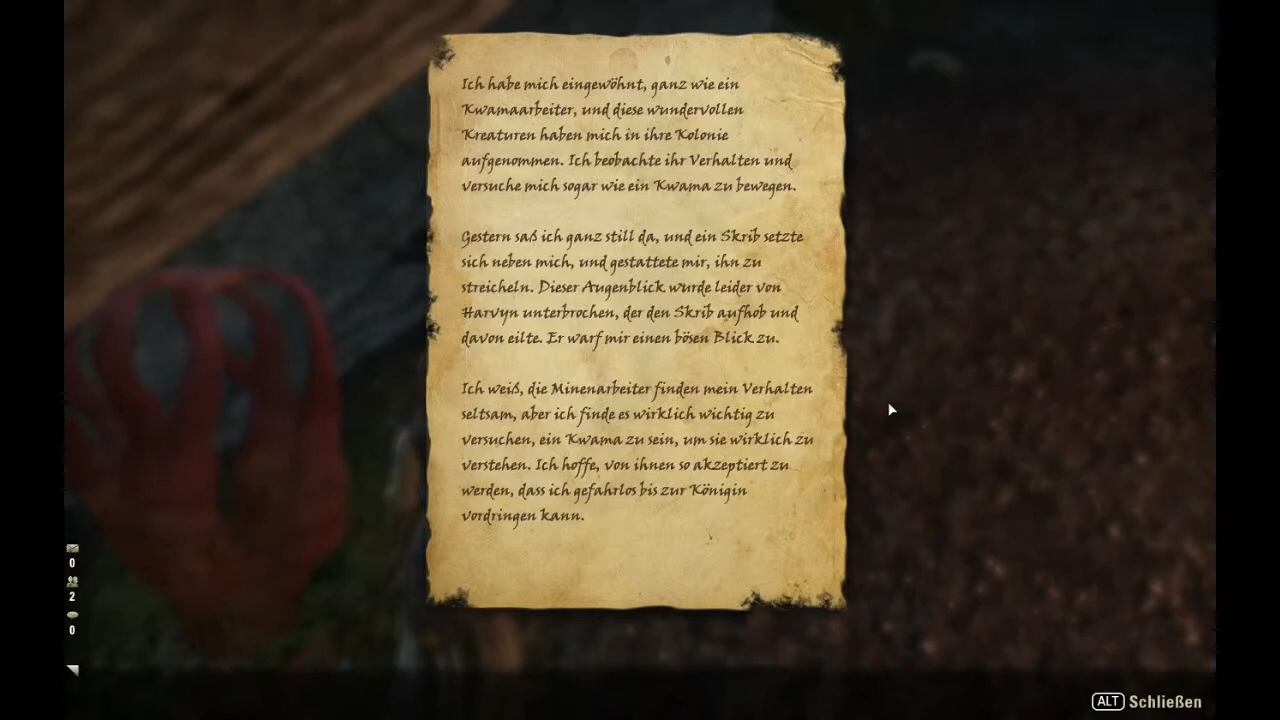 Ich habe mich eingewöhnt, ganz wie ein
Kwamaarbeiter, und diese wundervollen
Kreaturen haben mich in ihre Kolonie
aufgenommen. Ich beobachte ihr Verhalten und
versuche mich sogar wie ein Kwama zu bewegen.
Gestern saß ich ganz still da, und ein Skrib setzte
sich neben mich, und gestattete mir, ihn zu
streicheln. Dieser Augenblick wurde leider von
Harvyn unterbrochen, der den Skrib aufhob und
davon eilte. Er warf mir einen bösen Blick zu.
Ich weiß, die Minenarbeiter finden mein Verhalten
seltsam, aber ich finde es wirklich wichtig zu
versuchen, ein Kwama zu sein, um sie wirklich zu
verstehen. Ich hoffe, von ihnen so akzeptiert zu
werden, dass ich gefahrlos bis zur Königin
vordringen kann.
0
2
0
ALT Schließen